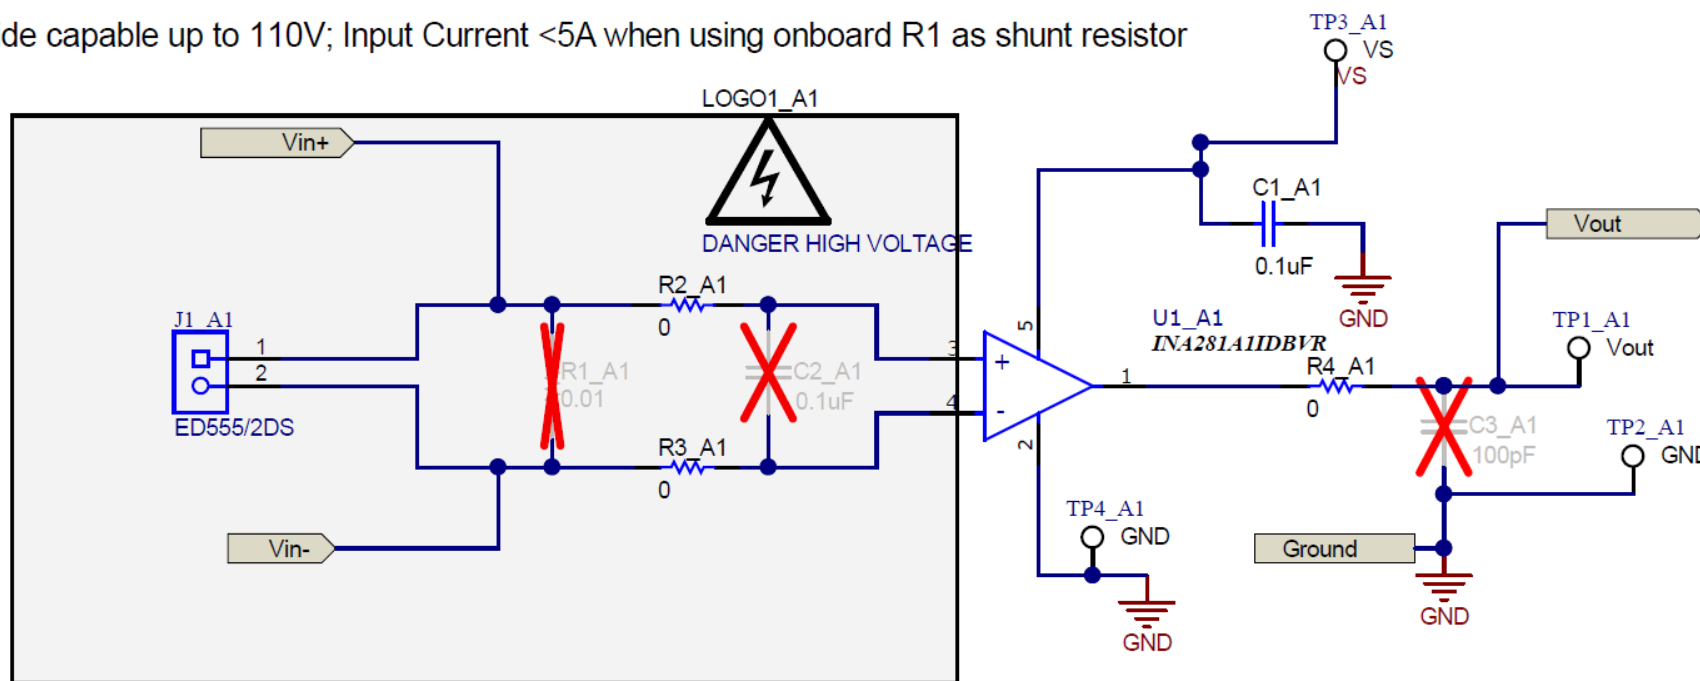 de capable up to 110V; Input Current <5A when using onboard R1 as shunt resistor
TP3_A1
VS
VS
LOGO1_A1
Vin+
DANGER HIGH VOLTAGE
C1_A1
0.1uF
GND
Vout
J1_A1
1
2
ED555/2DS
R2_A1
0
R1_A1
0.01
C2_A1
0.1uF
R3_A1
0
3
4
+
-
5
2
1
U1_A1
INA281A1IDBVR
R4_A1
0
TP1_A1
Vout
C3_A1
100pF
TP2_A1
GND
Vin-
TP4_A1
GND
GND
Ground
GND